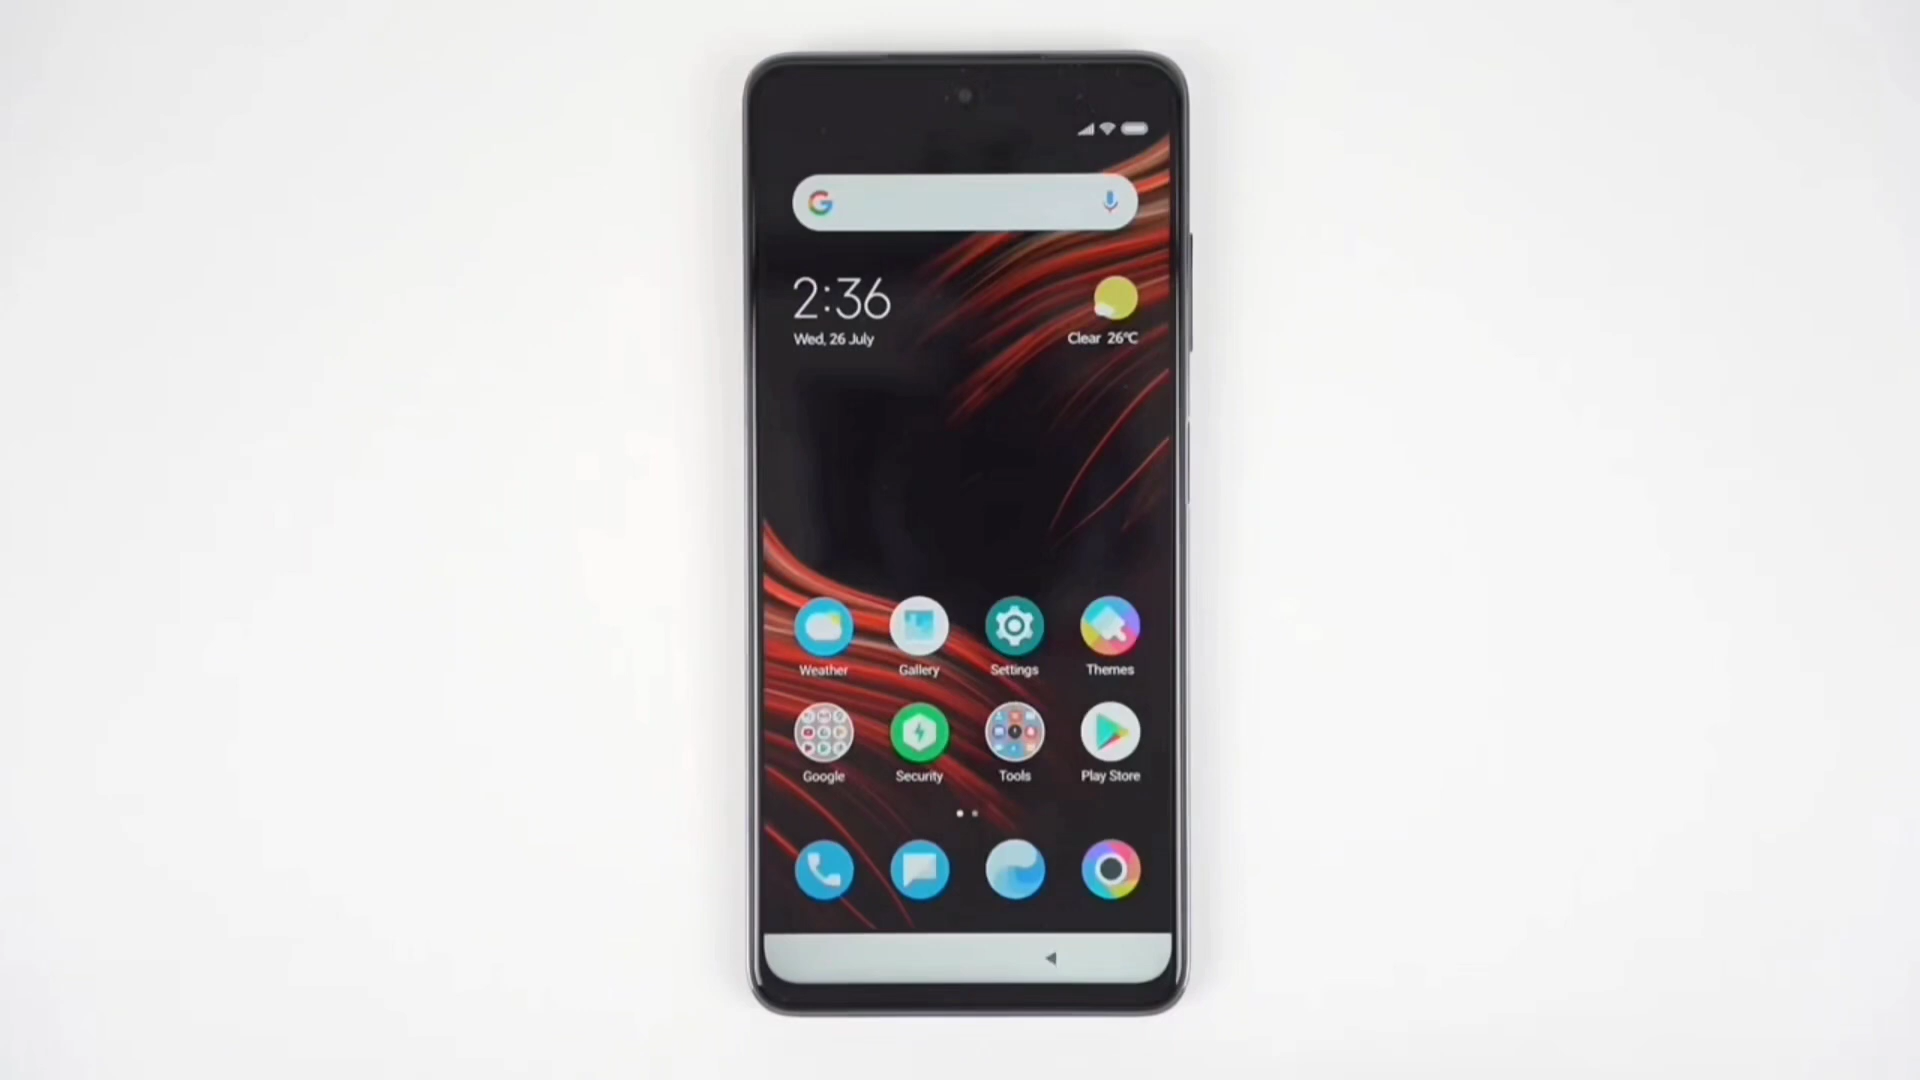 G
2:36
Wed, 26 July
Clear 26°C
Weather
Gallery
Settings
Themes
Google
Security
Tools
Play Store